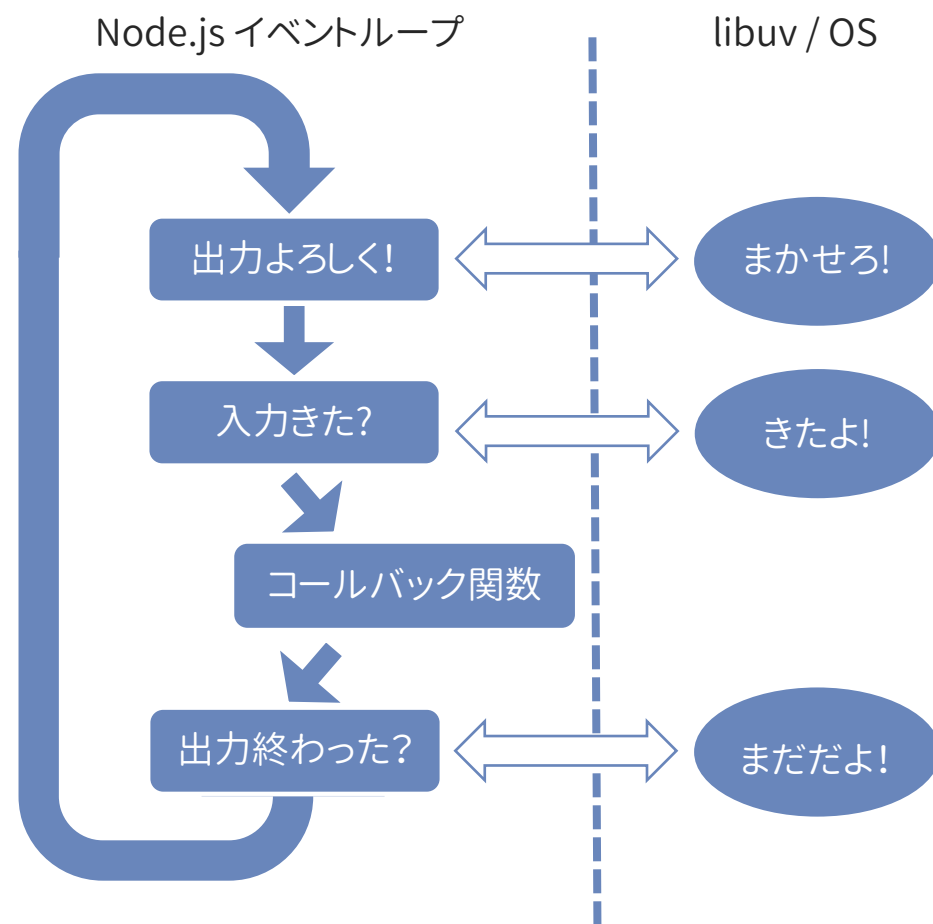 Node.js イベントループ
libuv / OS
出力よろしく!
まかせろ!
入力きた?
きたよ!
コールバック関数
出力終わった?
まだだよ!